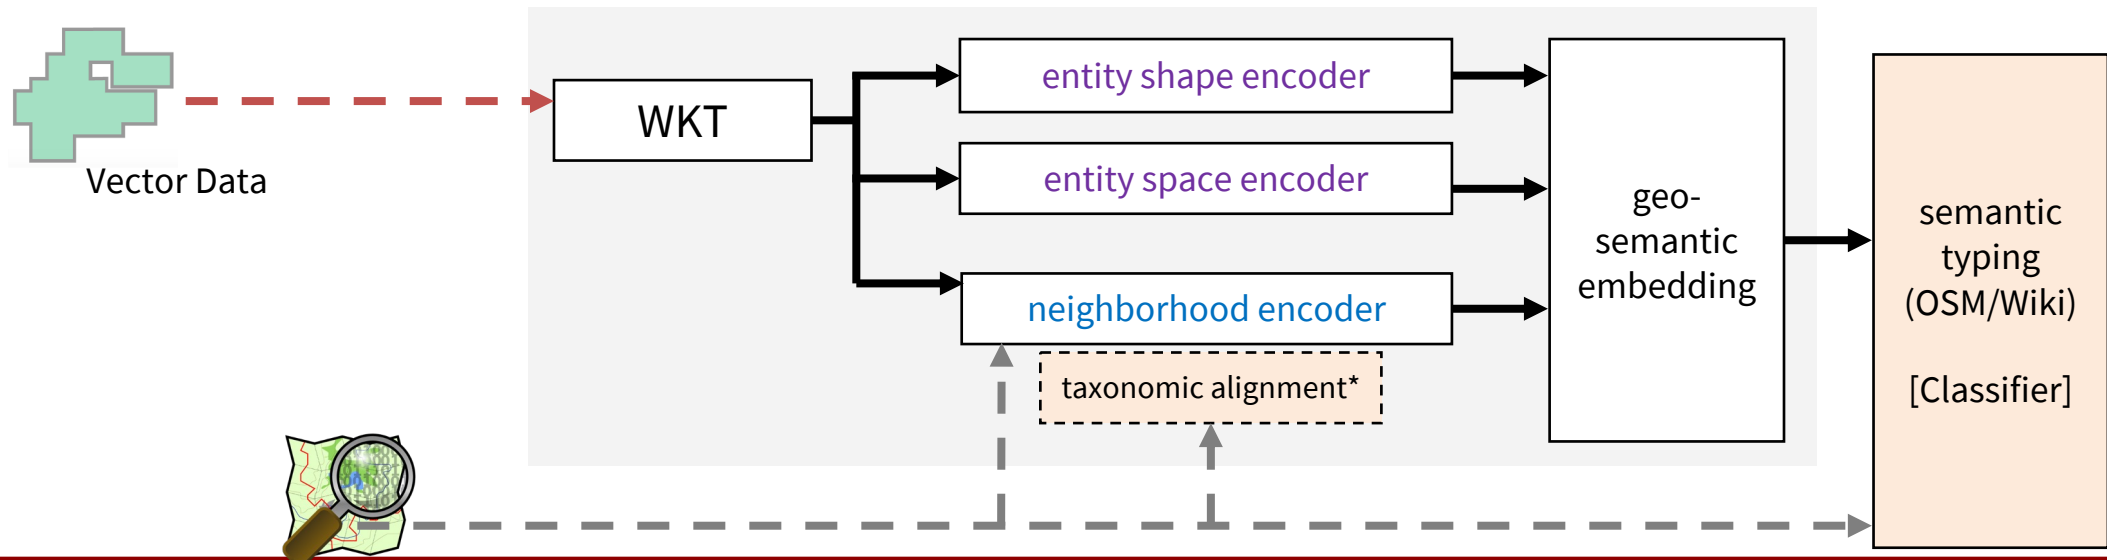 Vector Data
WKT
entity shape encoder
entity space encoder
neighborhood encoder
taxonomic alignment*
geo-
semantic
embedding
semantic
typing
(OSM/Wiki)
[Classifier]